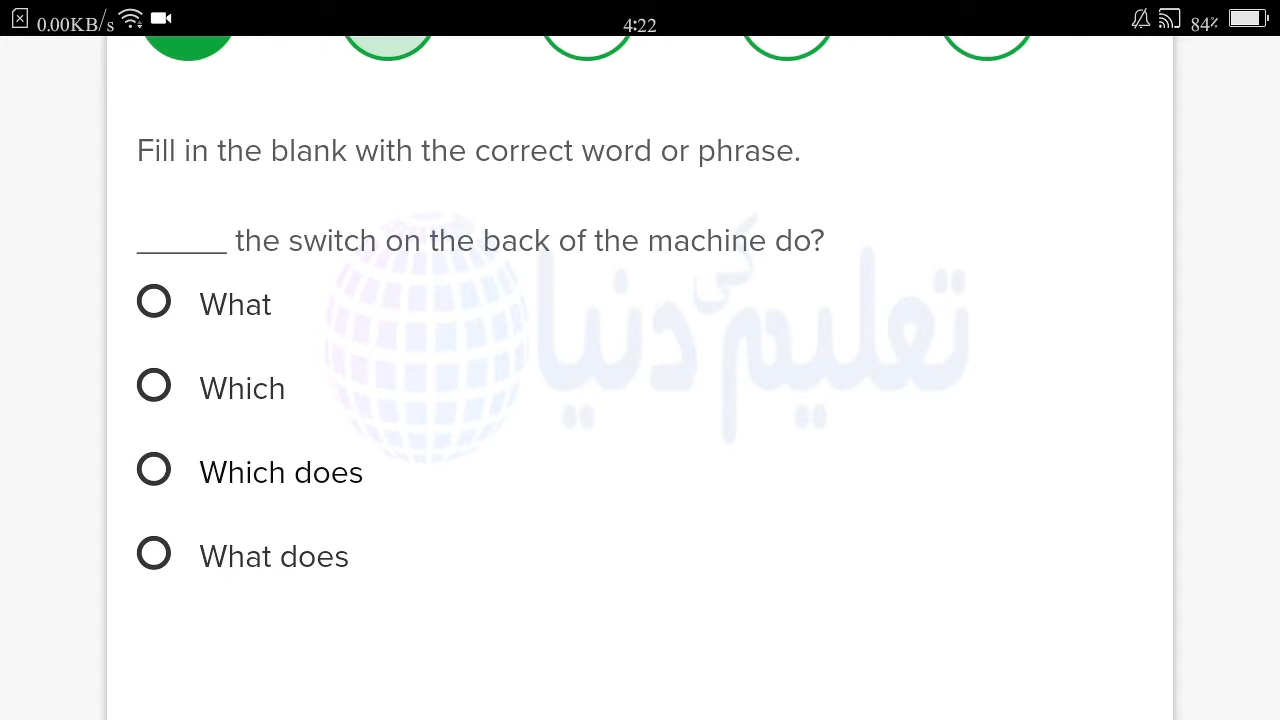 0.00KB/s 4:22 84%
Fill in the blank with the correct word or phrase.
______ the switch on the back of the machine do?
What
Which
Which does
What does
تعلیم کی دنیا